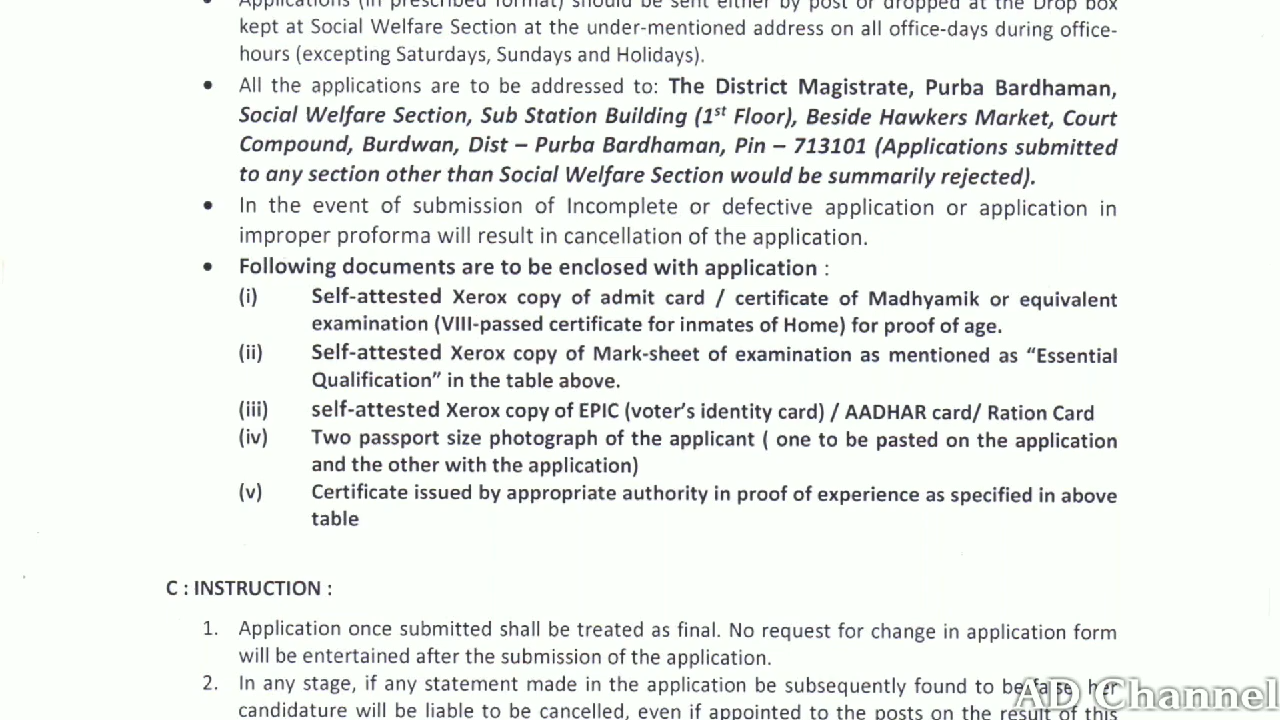 Applications (in prescribed format) should be sent either by post or dropped at the Drop box
kept at Social Welfare Section at the under-mentioned address on all office-days during office-
hours (excepting Saturdays, Sundays and Holidays).
• All the applications are to be addressed to: The District Magistrate, Purba Bardhaman,
Social Welfare Section, Sub Station Building (1st Floor), Beside Hawkers Market, Court
Compound, Burdwan, Dist – Purba Bardhaman, Pin – 713101 (Applications submitted
to any section other than Social Welfare Section would be summarily rejected).
• In the event of submission of Incomplete or defective application or application in
improper proforma will result in cancellation of the application.
• Following documents are to be enclosed with application :
(i) Self-attested Xerox copy of admit card / certificate of Madhyamik or equivalent
examination (VIII-passed certificate for inmates of Home) for proof of age.
(ii) Self-attested Xerox copy of Mark-sheet of examination as mentioned as “Essential
Qualification” in the table above.
(iii) self-attested Xerox copy of EPIC (voter’s identity card) / AADHAR card/ Ration Card
(iv) Two passport size photograph of the applicant ( one to be pasted on the application
and the other with the application)
(v) Certificate issued by appropriate authority in proof of experience as specified in above
table
C : INSTRUCTION :
1. Application once submitted shall be treated as final. No request for change in application form
will be entertained after the submission of the application.
2. In any stage, if any statement made in the application be subsequently found to be false, her
candidature will be liable to be cancelled, even if appointed to the posts on the result of this
AD Channel